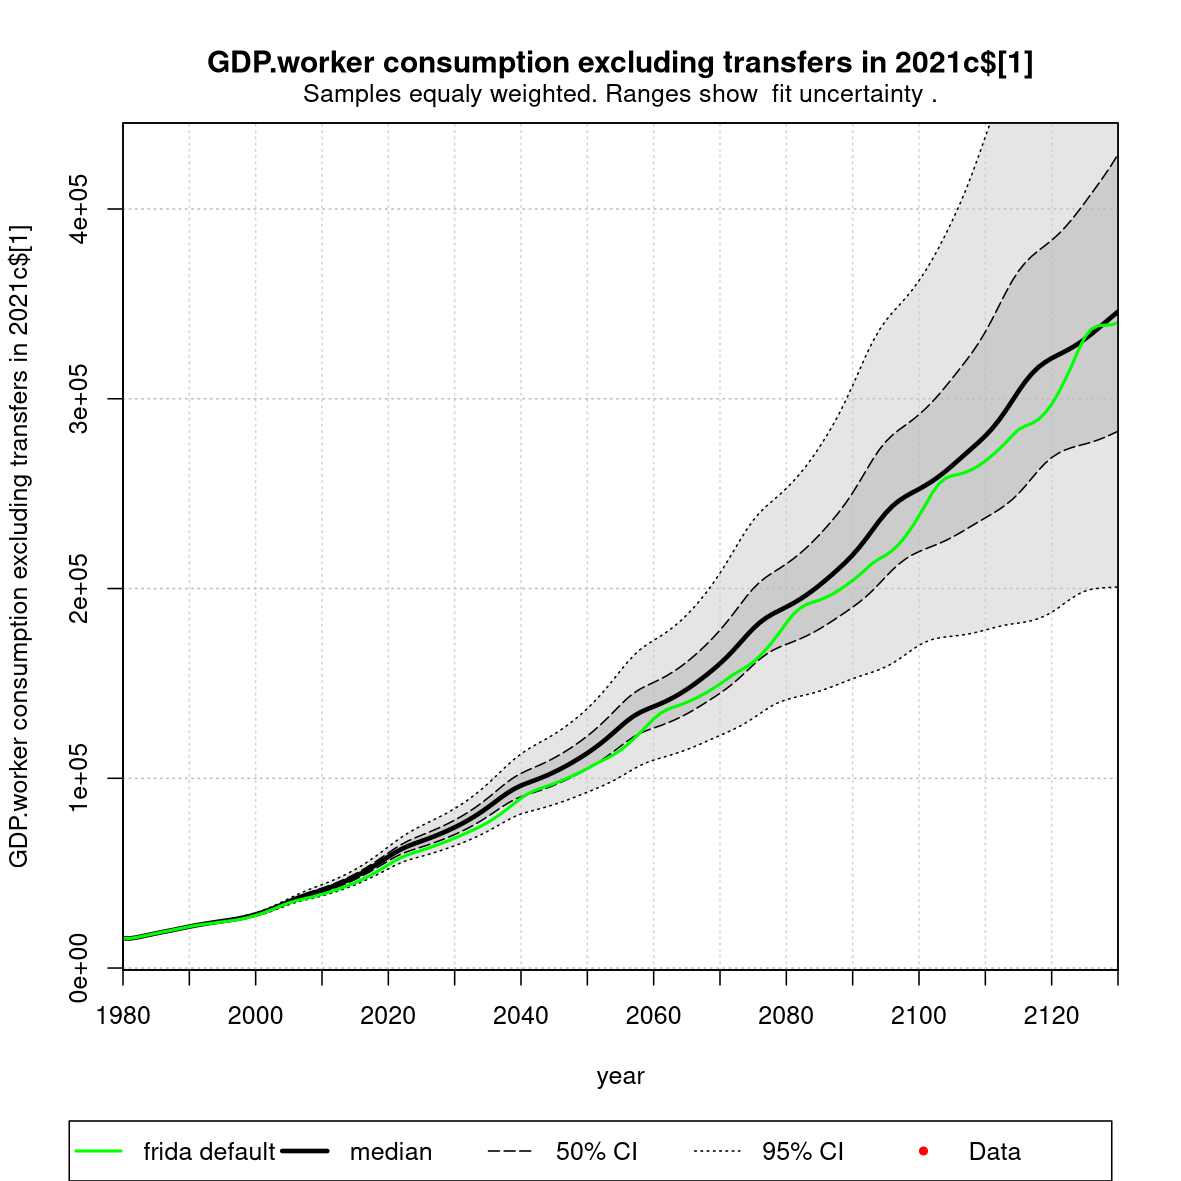 GDP.worker consumption excluding transfers in 2021c$[1]
Samples equaly weighted. Ranges show  fit uncertainty .
GDP.worker consumption excluding transfers in 2021c$[1]
4e+05
3e+05
2e+05
1e+05
0e+00
1980 2000 2020 2040 2060 2080 2100 2120
year
frida default median 50% CI 95% CI Data